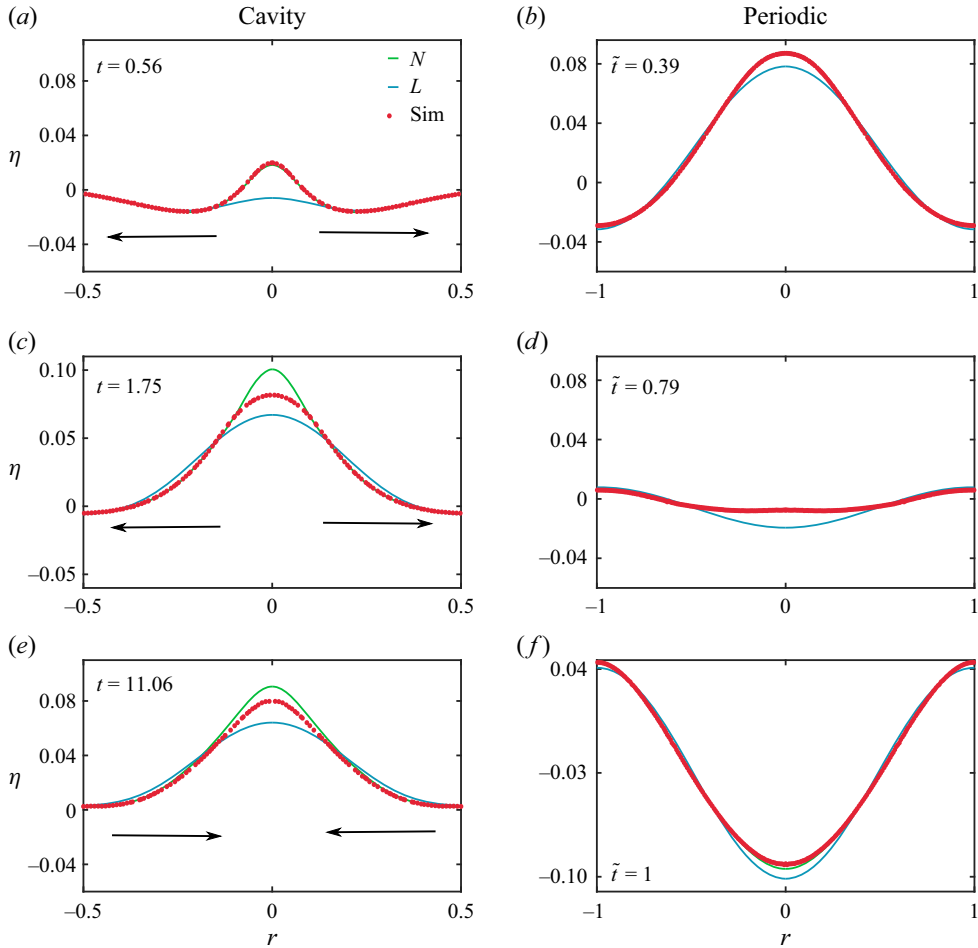 (a) Cavity
t = 0.56
N
L
Sim
0.08
0.04
0
–0.04
η
–0.5 0 0.5
(b) Periodic
t̃ = 0.39
0.08
0.04
0
–0.04
–1 0 1
(c)
t = 1.75
0.10
0.05
0
–0.05
η
–0.5 0 0.5
(d)
t̃ = 0.79
0.08
0.04
0
–0.04
–1 0 1
(e)
t = 11.06
0.08
0.04
0
–0.04
η
–0.5 0 0.5
r
(f)
0.04
–0.03
–0.10
t̃ = 1
–1 0 1
r